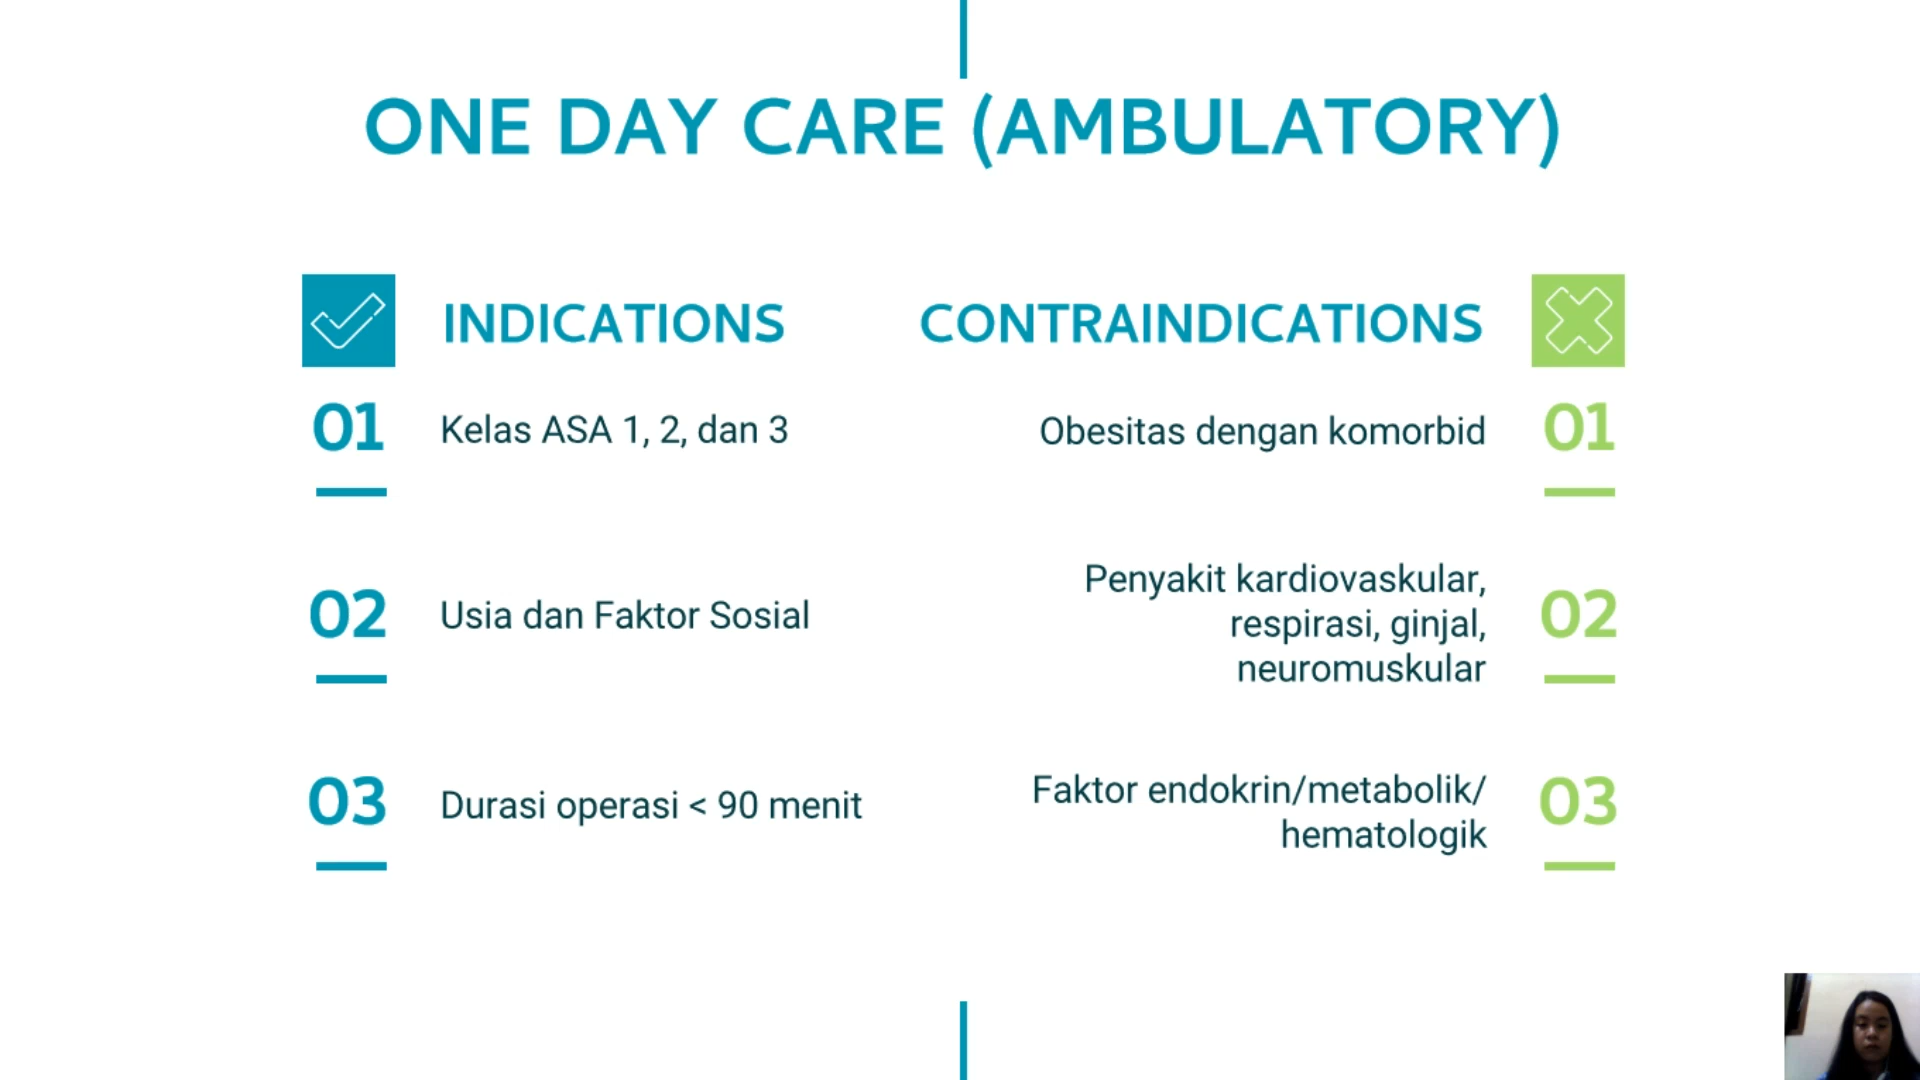 ONE DAY CARE (AMBULATORY)
INDICATIONS
01
Kelas ASA 1, 2, dan 3
02
Usia dan Faktor Sosial
03
Durasi operasi < 90 menit
CONTRAINDICATIONS
Obesitas dengan komorbid
01
Penyakit kardiovaskular,
respirasi, ginjal,
neuromuskular
02
Faktor endokrin/metabolik/
hematologik
03